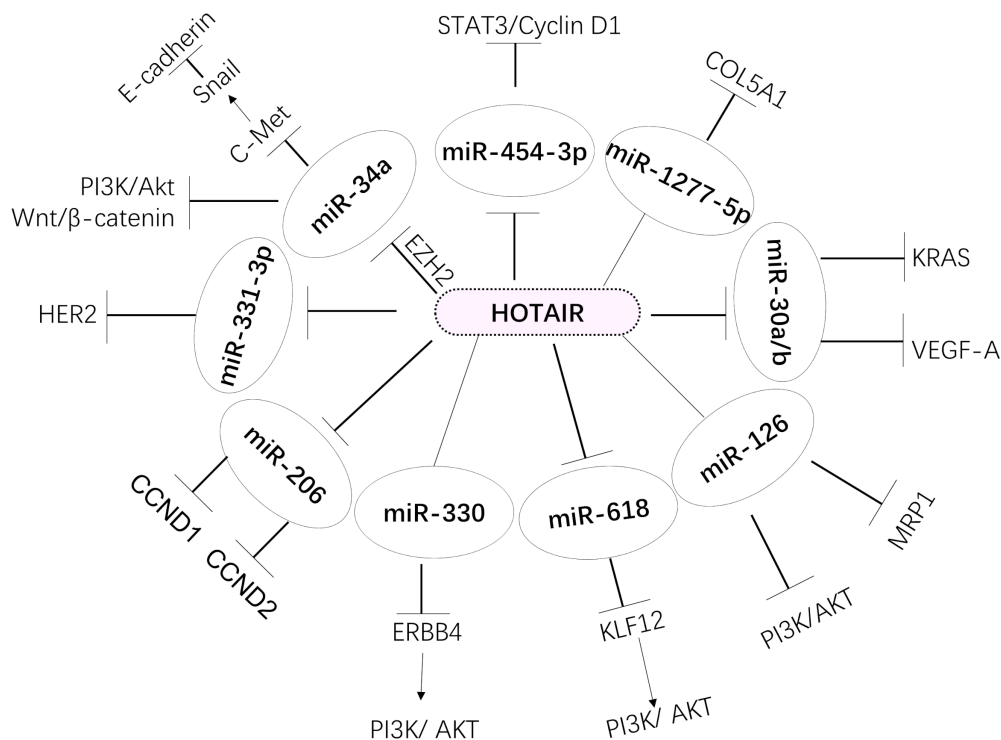 STAT3/Cyclin D1
E-cadherin
Snail
C-Met
COL5A1
miR-454-3p
miR-1277-5p
miR-34a
PI3K/Akt
Wnt/β-catenin
EZH2
miR-331-3p
miR-30a/b
KRAS
HER2
HOTAIR
VEGF-A
miR-206
miR-126
miR-330
miR-618
CCND1
CCND2
MRP1
ERBB4
KLF12
PI3K/AKT
PI3K/ AKT
PI3K/ AKT